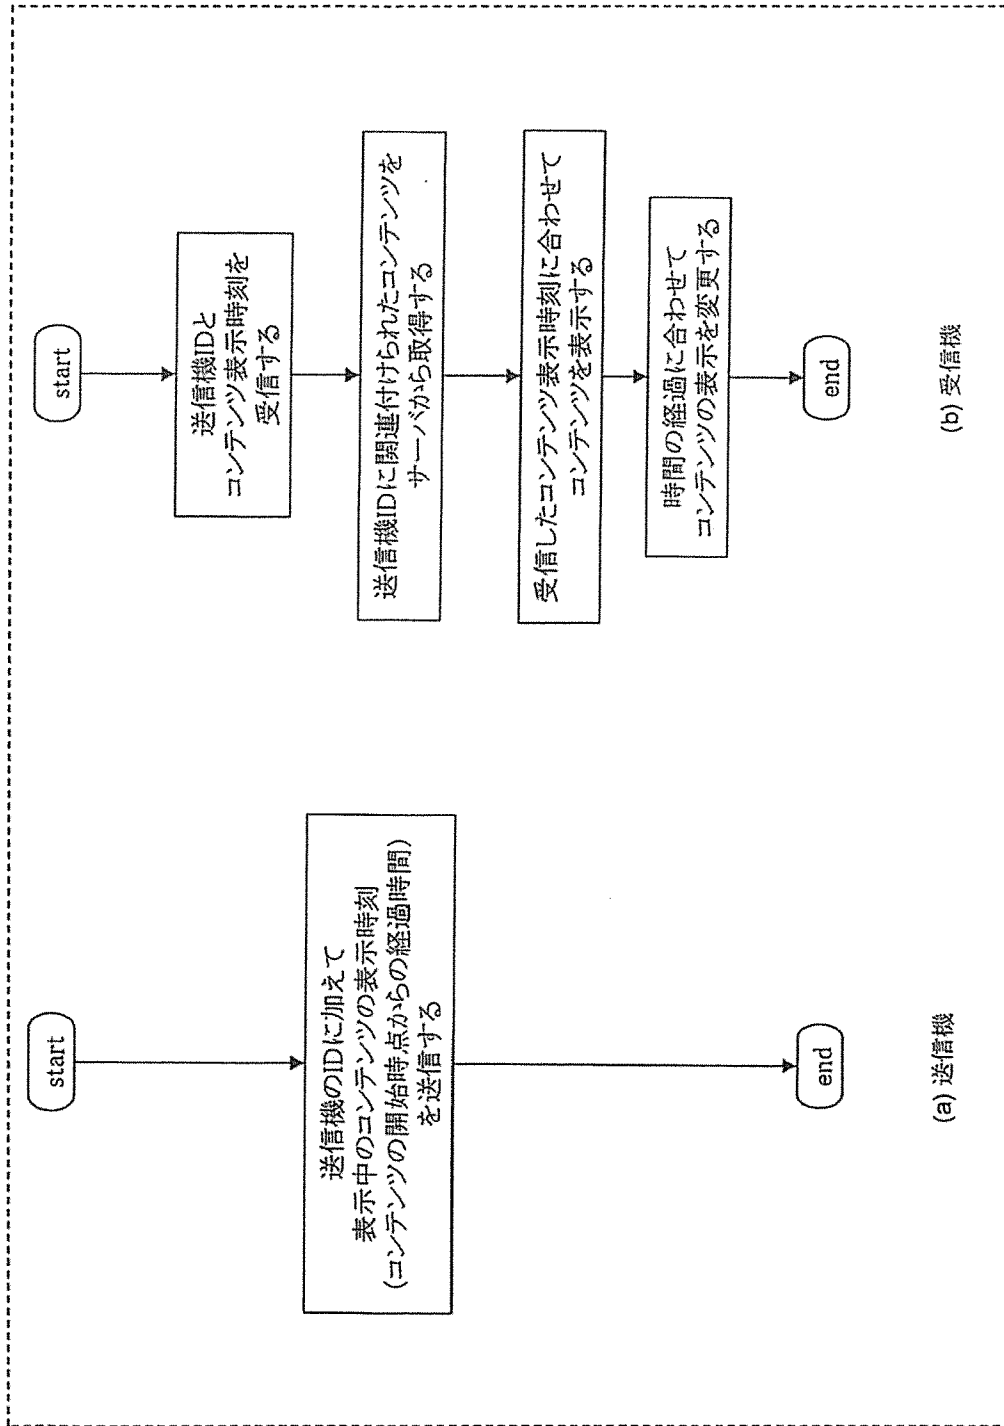 start
送信機のIDに加えて
表示中のコンテンツの表示時刻
(コンテンツの開始時点からの経過時間)
を送信する
end
(a) 送信機
start
送信機IDと
コンテンツ表示時刻を
受信する
送信機IDに関連付けられたコンテンツを
サーバから取得する
受信したコンテンツ表示時刻に合わせて
コンテンツを表示する
時間の経過に合わせて
コンテンツの表示を変更する
end
(b) 受信機